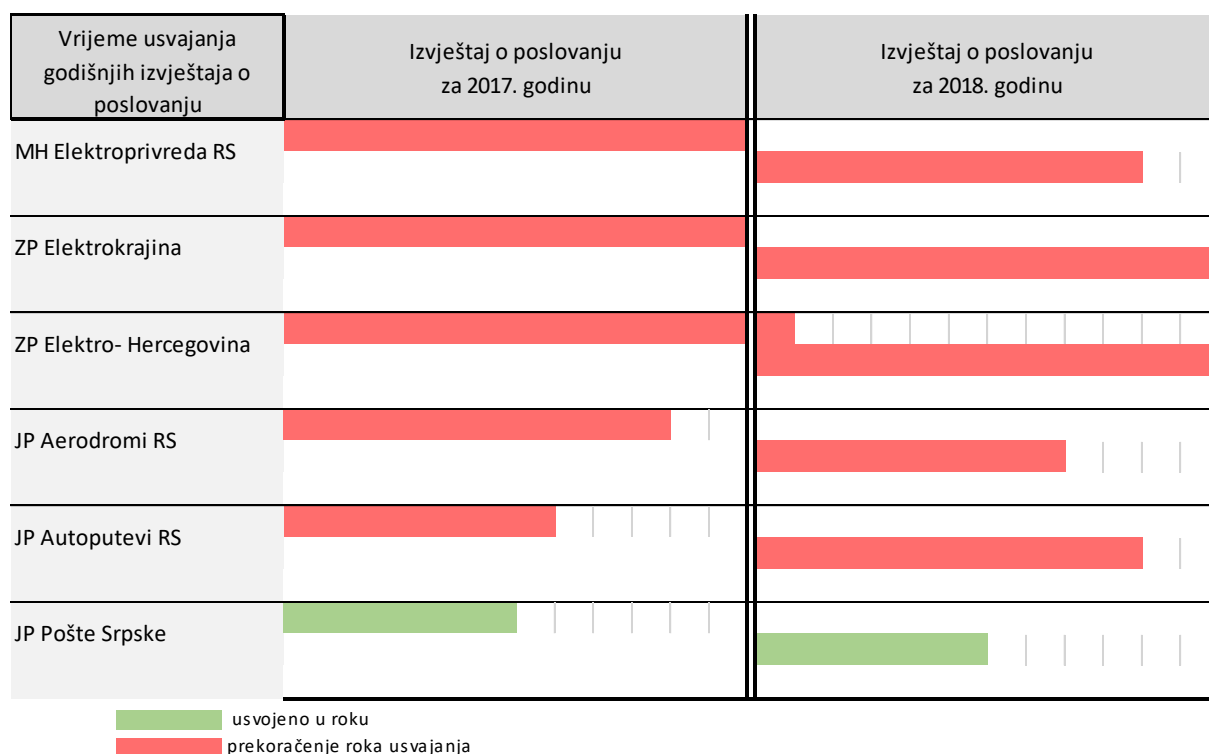 Vrijeme usvajanja
godišnjih izvještaja o
poslovanju
Izvještaj o poslovanju
za 2017. godinu
Izvještaj o poslovanju
za 2018. godinu
MH Elektroprivreda RS
ZP Elektrokrajina
ZP Elektro- Hercegovina
JP Aerodromi RS
JP Autoputevi RS
JP Pošte Srpske
usvojeno u roku
prekoračenje roka usvajanja